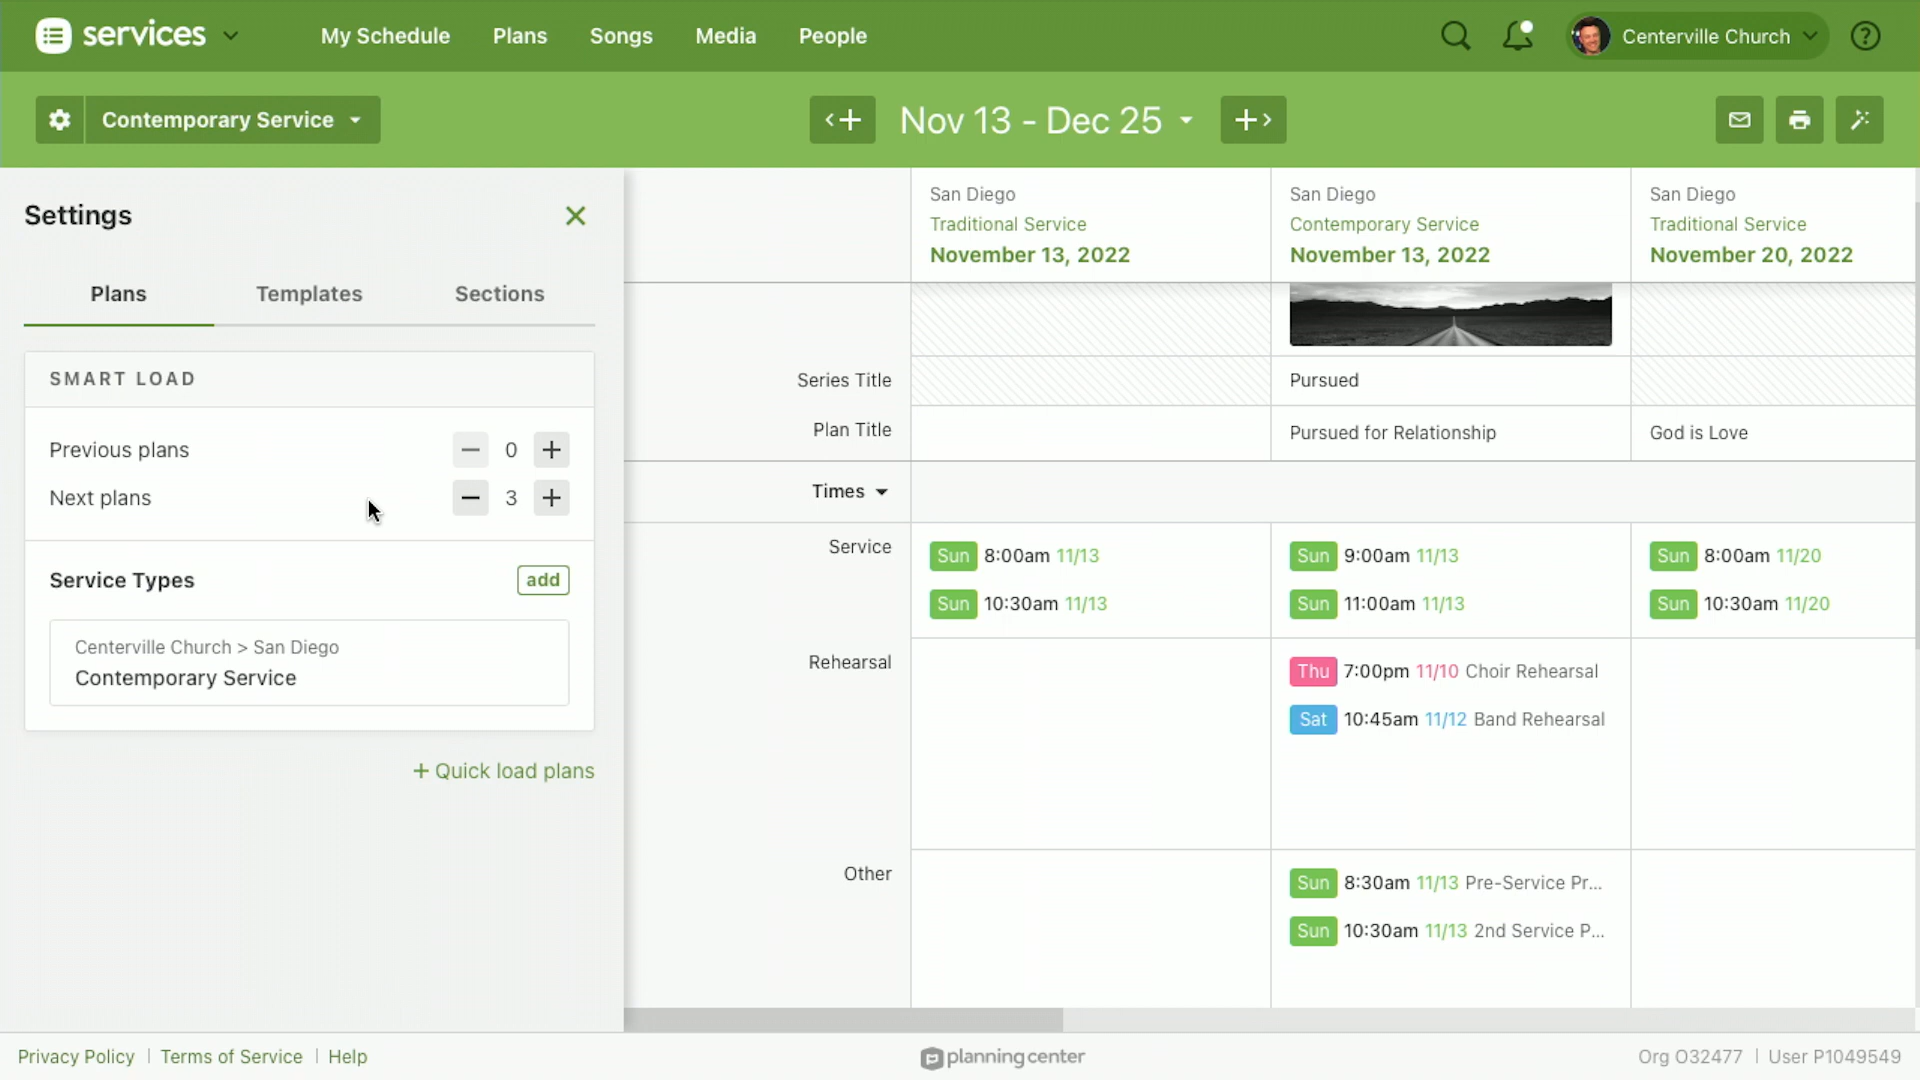 services
My Schedule
Plans
Songs
Media
People
Centerville Church
Contemporary Service
Nov 13 - Dec 25
Settings
Plans
Templates
Sections
SMART LOAD
Previous plans
0
Next plans
3
Service Types
add
Centerville Church > San Diego
Contemporary Service
+ Quick load plans
San Diego
Traditional Service
November 13, 2022
San Diego
Contemporary Service
November 13, 2022
San Diego
Traditional Service
November 20, 2022
Series Title
Pursued
Plan Title
Pursued for Relationship
God is Love
Times
Service
Sun 8:00am 11/13
Sun 10:30am 11/13
Sun 9:00am 11/13
Sun 11:00am 11/13
Sun 8:00am 11/20
Sun 10:30am 11/20
Rehearsal
Thu 7:00pm 11/10 Choir Rehearsal
Sat 10:45am 11/12 Band Rehearsal
Other
Sun 8:30am 11/13 Pre-Service Pr...
Sun 10:30am 11/13 2nd Service P...
Privacy Policy | Terms of Service | Help
planning center
Org O32477 | User P1049549